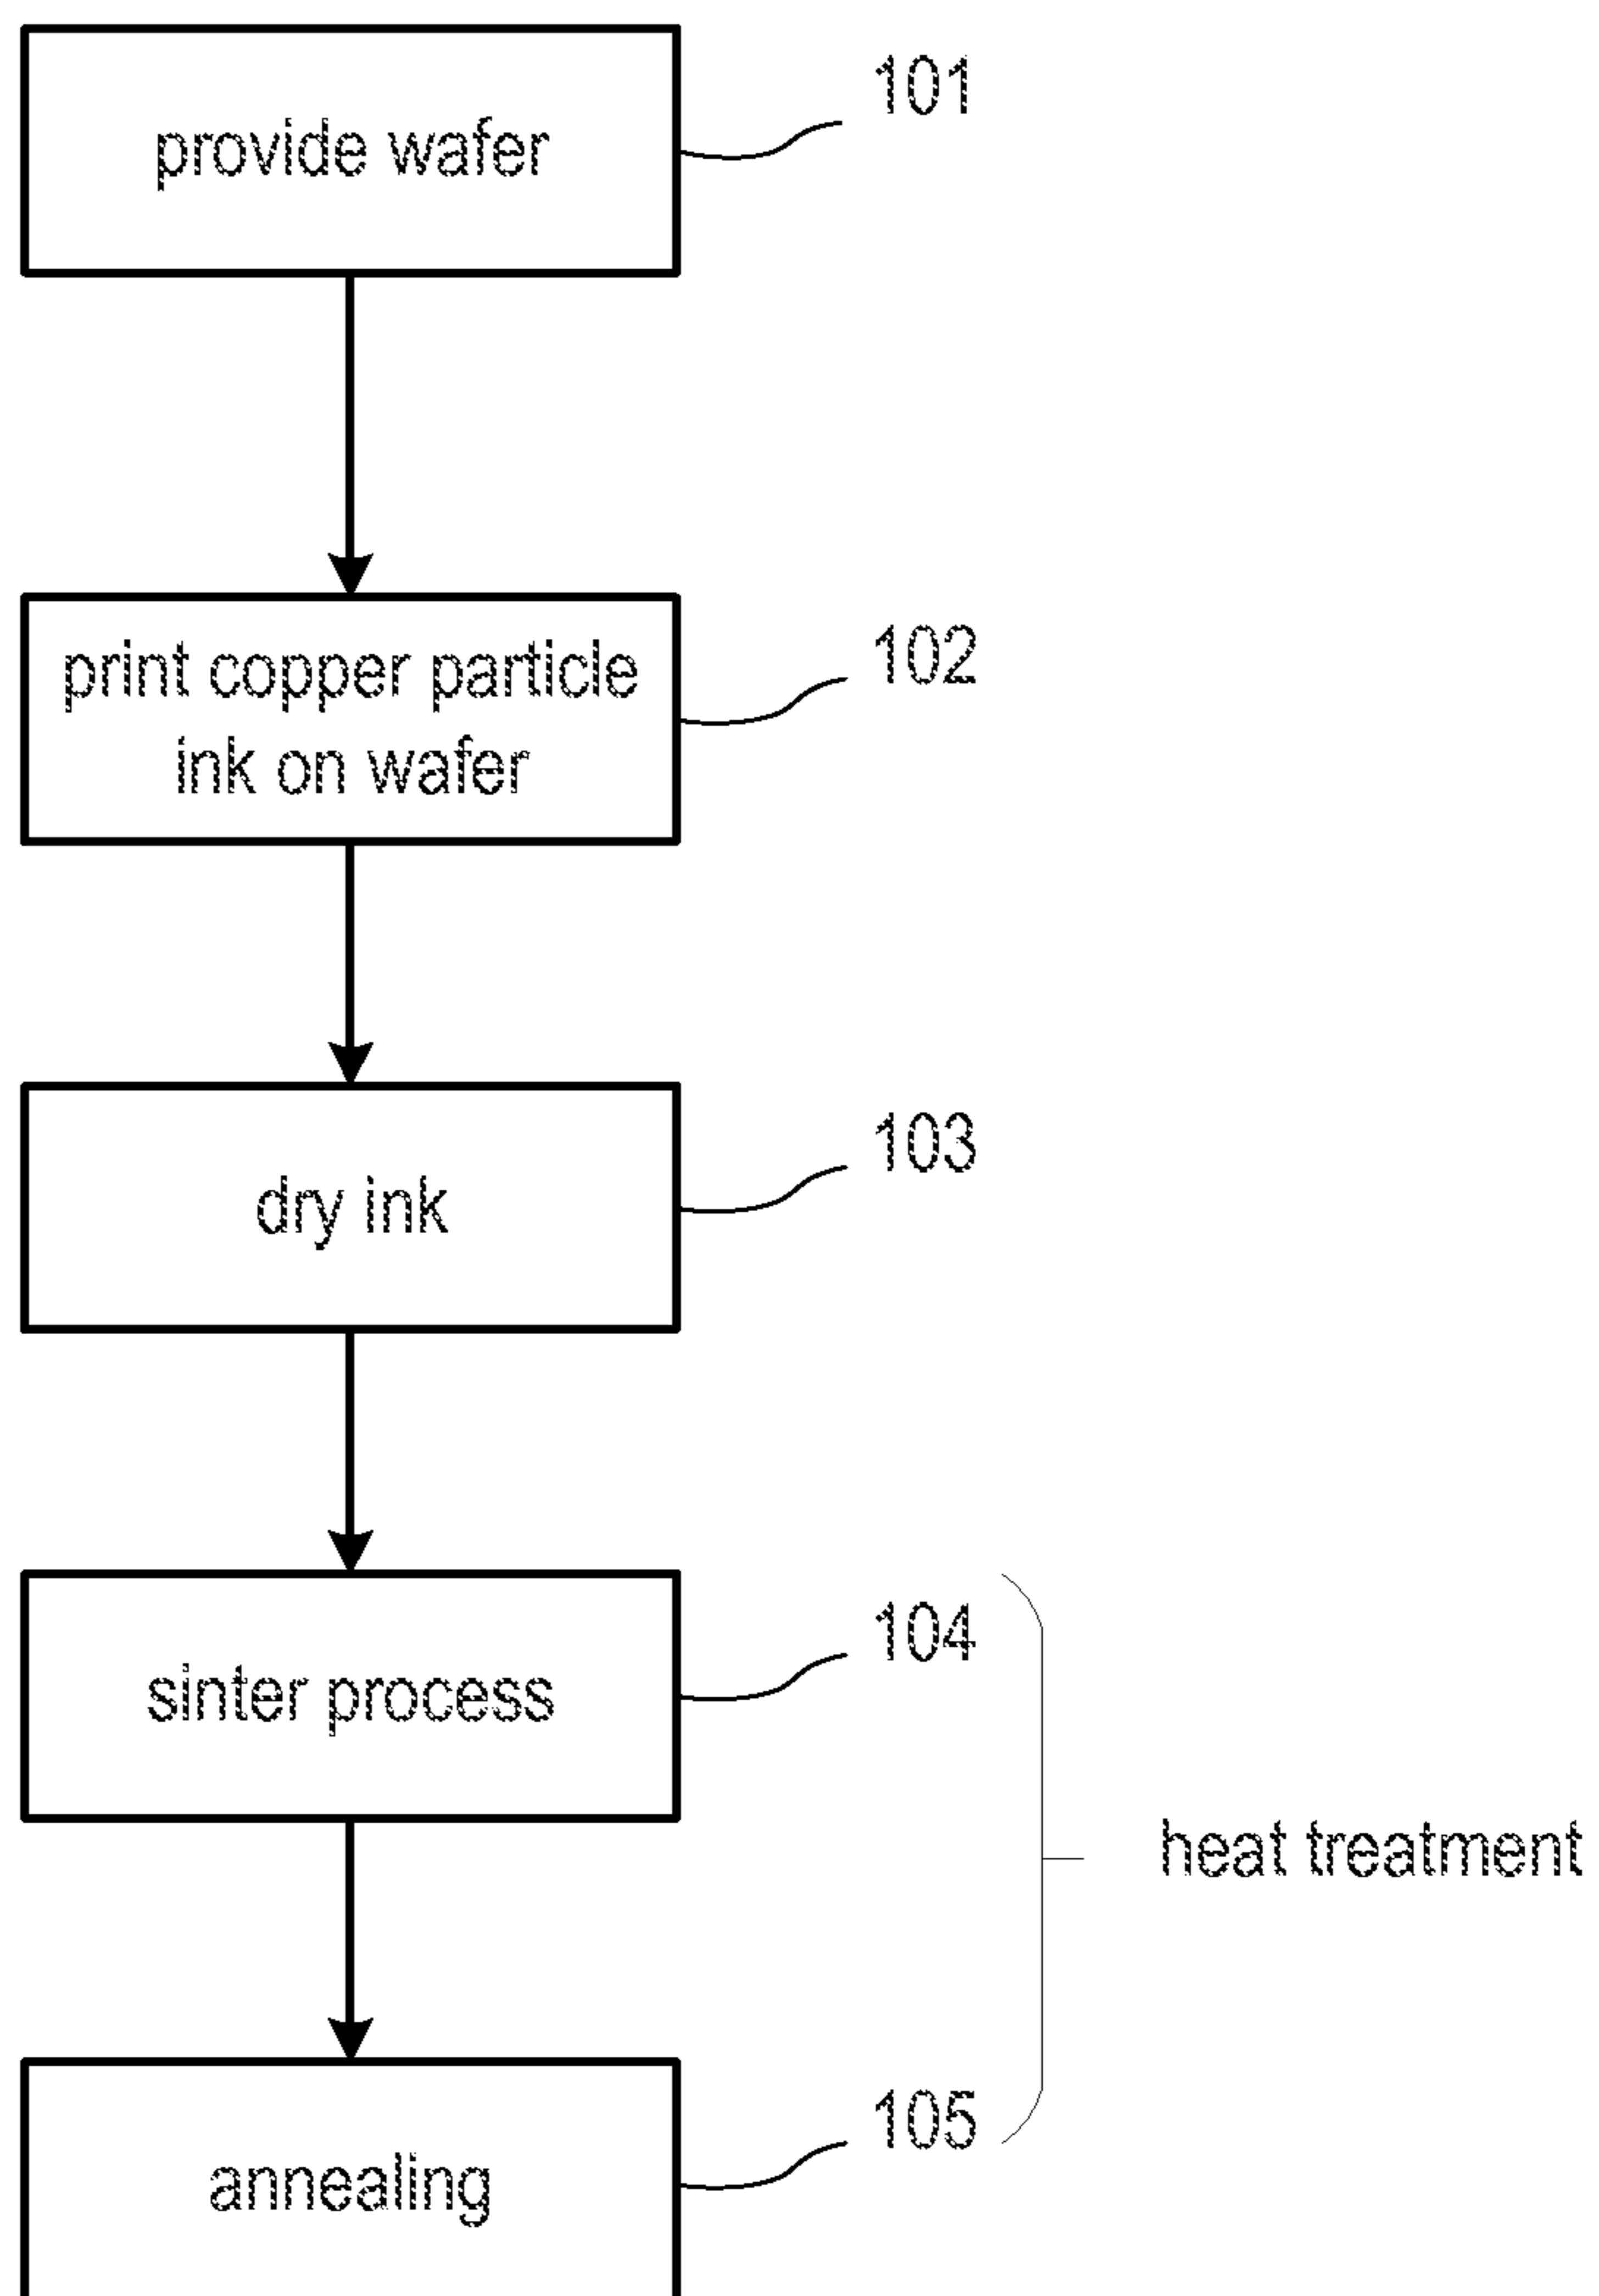 provide wafer
101
print copper particle
ink on wafer
102
dry ink
103
sinter process
104
heat treatment
annealing
105